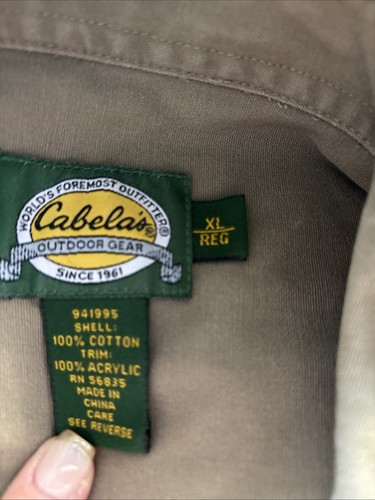 WORLD'S FOREMOST OUTFITTER®
Cabela's®
OUTDOOR GEAR
SINCE 1961
XL
REG
941995
SHELL:
100% COTTON
TRIM:
100% ACRYLIC
RN 56835
MADE IN
CHINA
CARE
SEE REVERSE